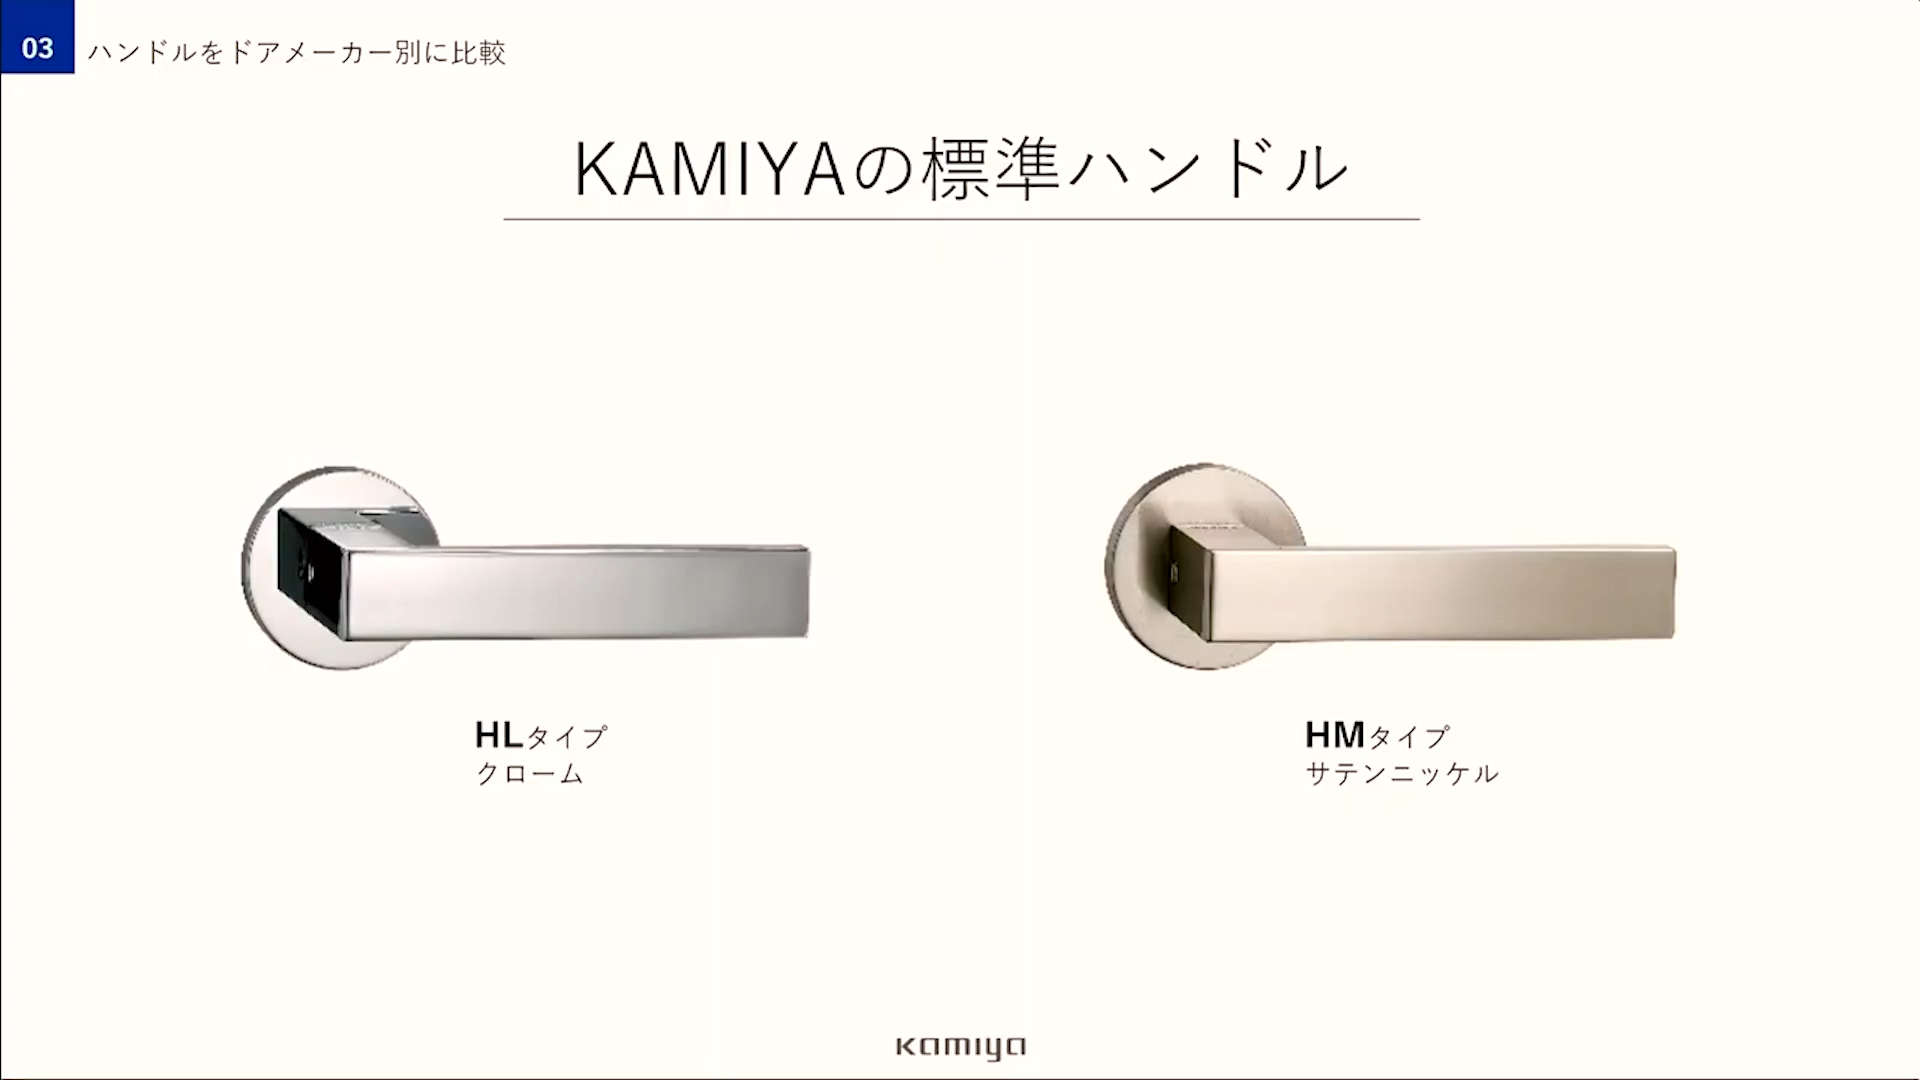 03
ハンドルをドアメーカー別に比較
KAMIYAの標準ハンドル
HLタイプ
クローム
HMタイプ
サテンニッケル
kamiya